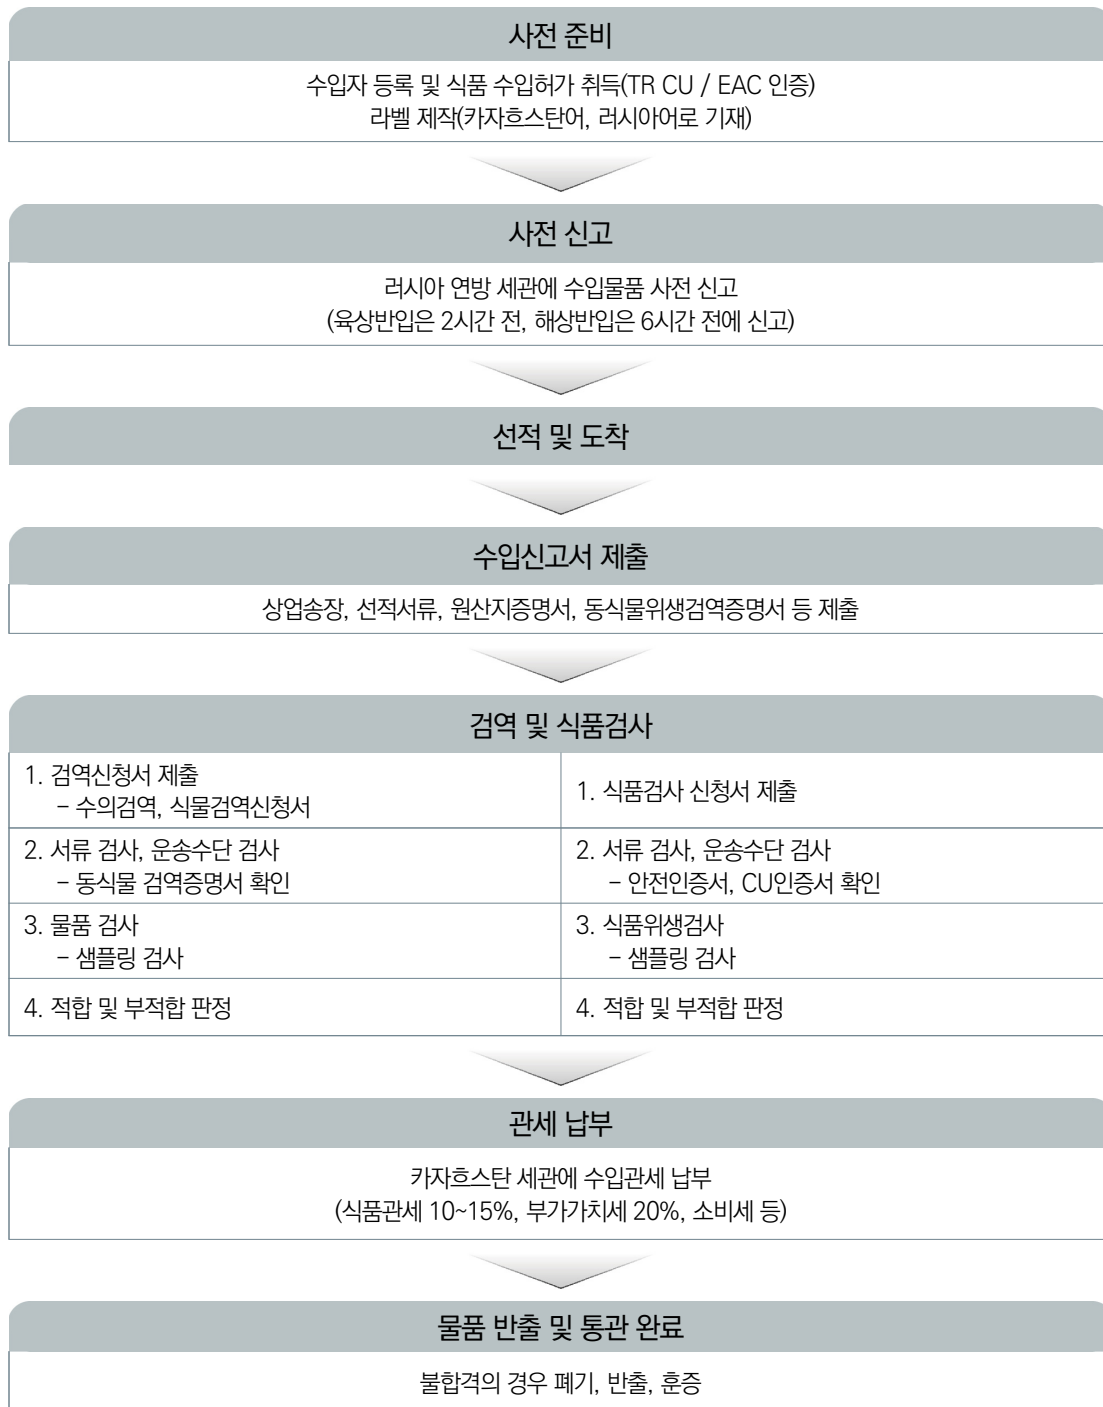 사전 준비
수입자 등록 및 식품 수입허가 취득(TR CU / EAC 인증)
라벨 제작(카자흐스탄어, 러시아어로 기재)
사전 신고
러시아 연방 세관에 수입물품 사전 신고
(육상반입은 2시간 전, 해상반입은 6시간 전에 신고)
선적 및 도착
수입신고서 제출
상업송장, 선적서류, 원산지증명서, 동식물위생검역증명서 등 제출
검역 및 식품검사
1. 검역신청서 제출
- 수의검역, 식물검역신청서
1. 식품검사 신청서 제출
2. 서류 검사, 운송수단 검사
- 동식물 검역증명서 확인
2. 서류 검사, 운송수단 검사
- 안전인증서, CU인증서 확인
3. 물품 검사
- 샘플링 검사
3. 식품위생검사
- 샘플링 검사
4. 적합 및 부적합 판정
4. 적합 및 부적합 판정
관세 납부
카자흐스탄 세관에 수입관세 납부
(식품관세 10~15%, 부가가치세 20%, 소비세 등)
물품 반출 및 통관 완료
불합격의 경우 폐기, 반출, 훈증